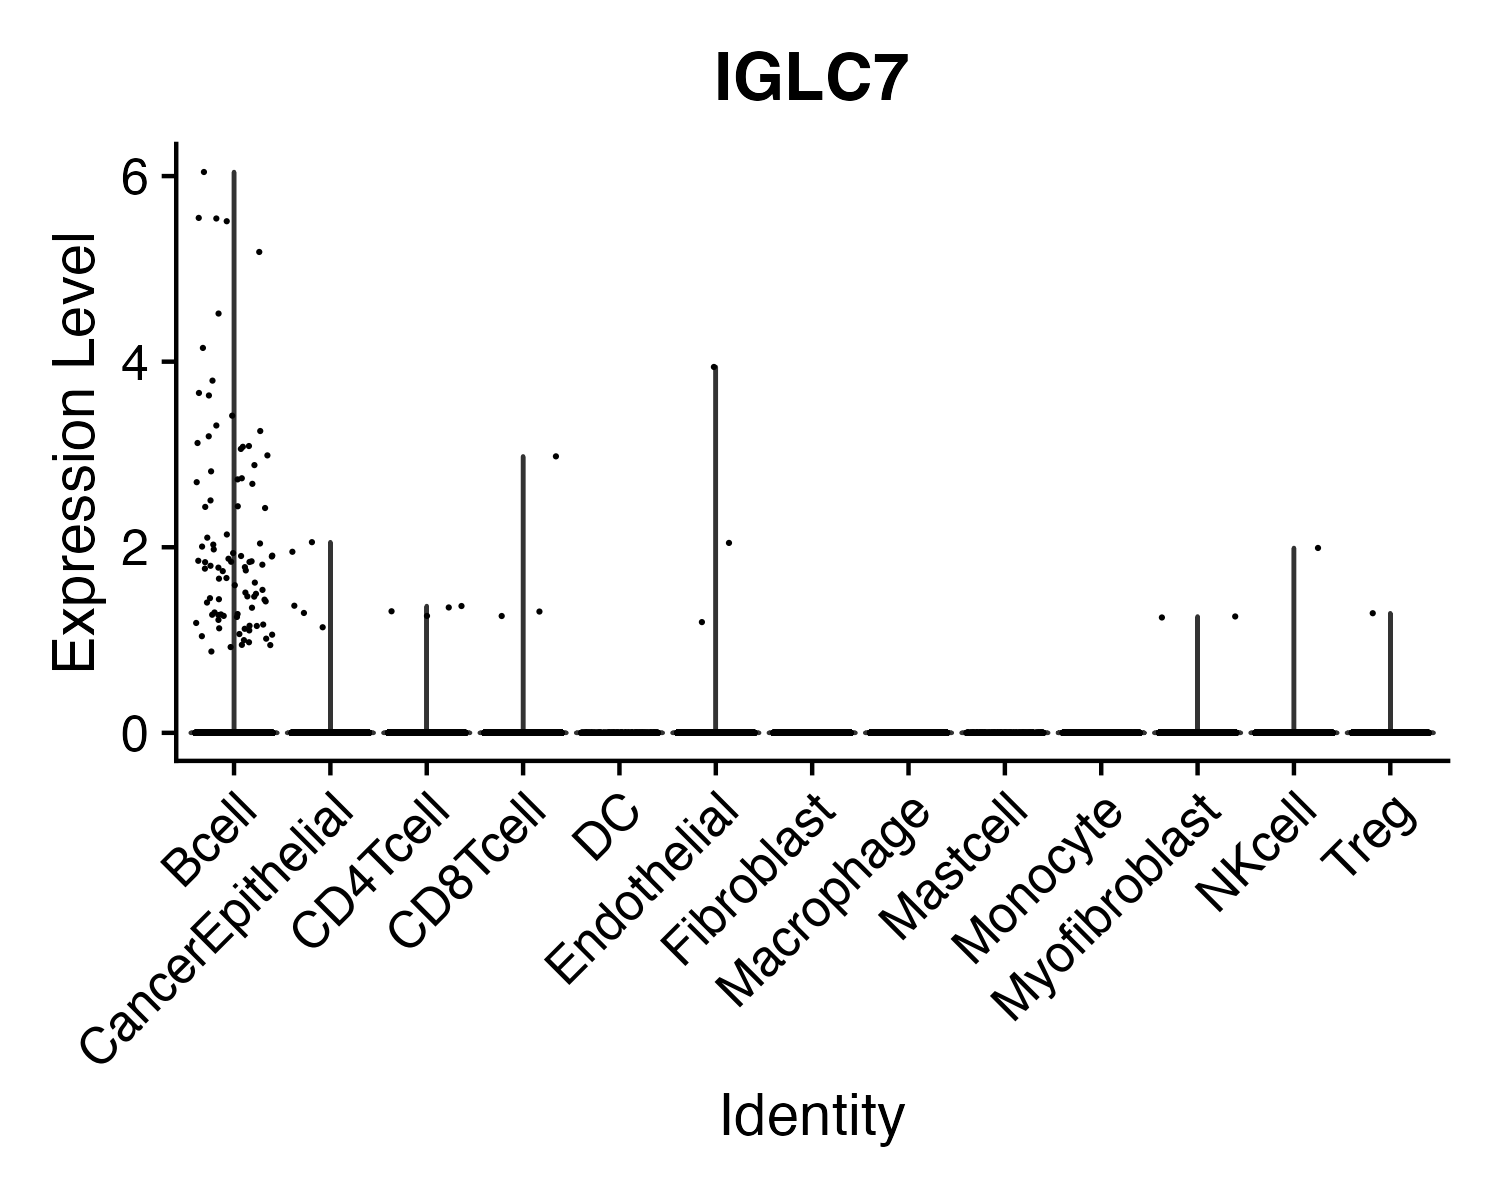 IGLC7
Expression Level
6
4
2
0
Bcell
CancerEpithelial
CD4Tcell
CD8Tcell
DC
Endothelial
Fibroblast
Macrophage
Mastcell
Monocyte
Myofibroblast
NKcell
Treg
Identity